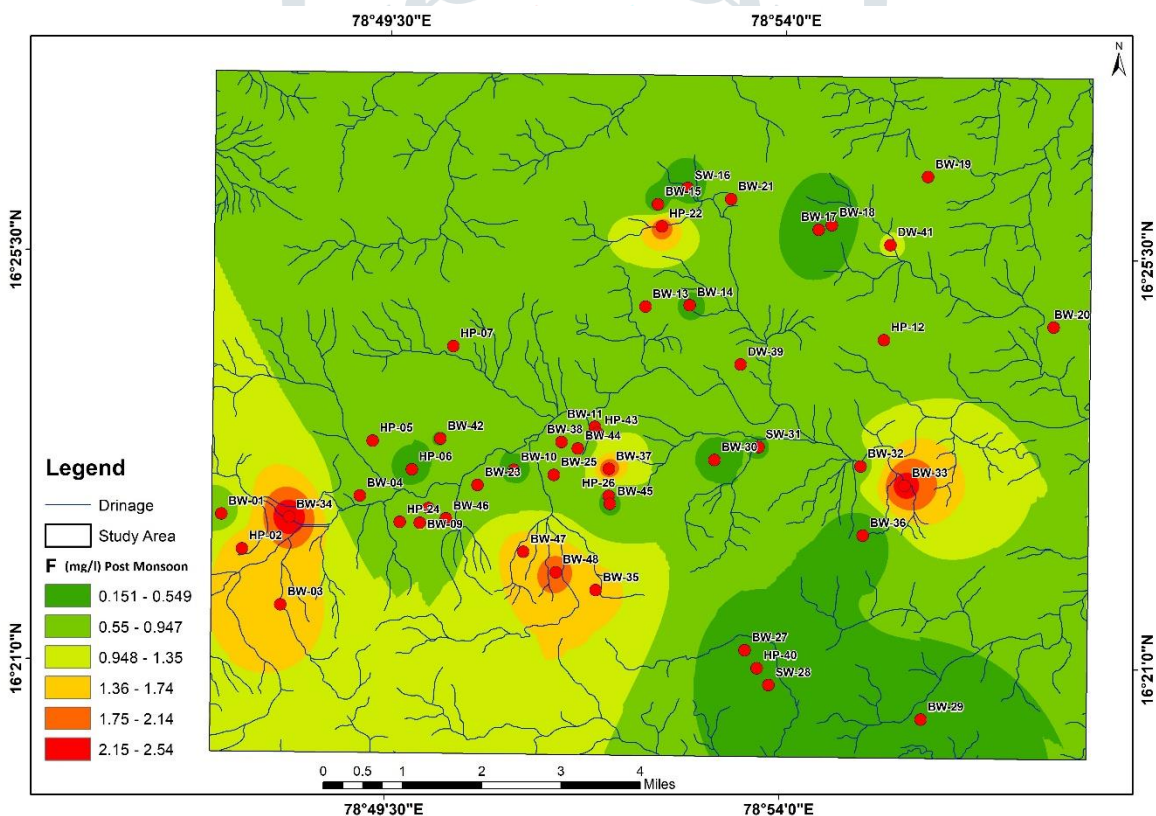 78°49'30"E
78°54'0"E
N
16°25'30"N
16°25'30"N
BW-19
SW-16
BW-15
BW-21
HP-22
BW-17
BW-18
DW-41
BW-13
BW-14
BW-20
HP-12
HP-07
DW-39
BW-11
HP-43
BW-38
BW-44
HP-05
BW-42
SW-31
BW-30
HP-06
BW-10
BW-25
BW-37
BW-32
BW-33
BW-23
HP-26
BW-45
BW-04
BW-01
BW-34
HP-24
BW-46
BW-09
BW-36
HP-02
BW-47
BW-48
BW-35
BW-03
BW-27
HP-40
SW-28
BW-29
Legend
Drinage
Study Area
F (mg/l) Post Monsoon
0.151 - 0.549
0.55 - 0.947
0.948 - 1.35
1.36 - 1.74
1.75 - 2.14
2.15 - 2.54
16°21'0"N
16°21'0"N
0 0.5 1 2 3 4
Miles
78°49'30"E
78°54'0"E